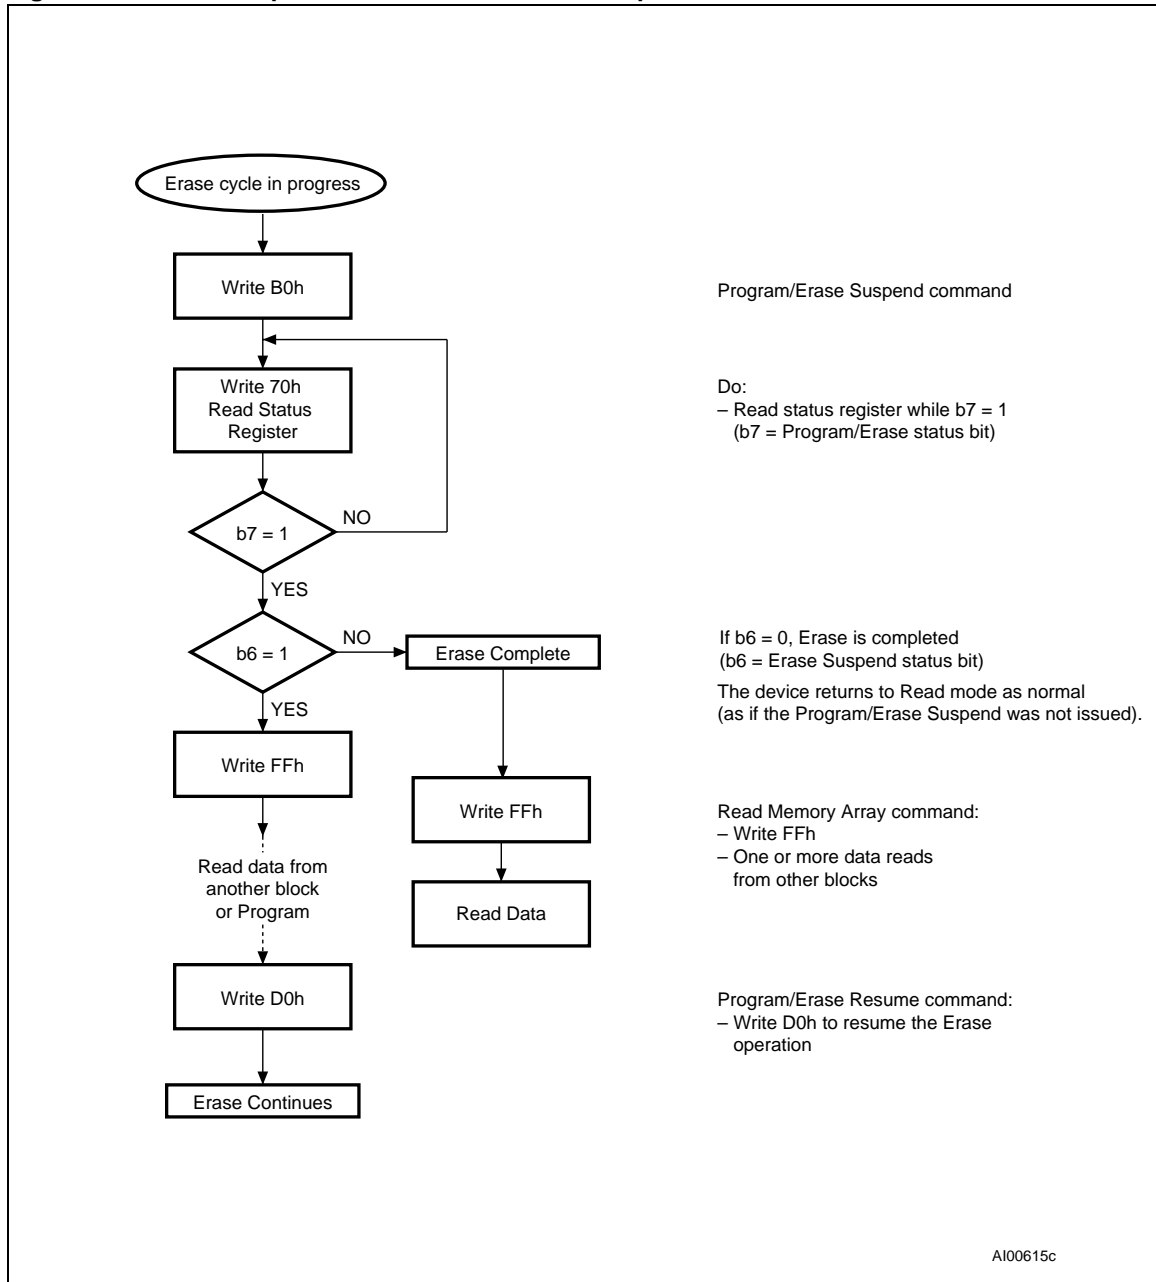 Erase cycle in progress
Write B0h
Program/Erase Suspend command
Write 70h
Read Status
Register
Do:
– Read status register while b7 = 1
(b7 = Program/Erase status bit)
b7 = 1
NO
YES
b6 = 1
NO
Erase Complete
If b6 = 0, Erase is completed
(b6 = Erase Suspend status bit)
The device returns to Read mode as normal
(as if the Program/Erase Suspend was not issued).
YES
Write FFh
Write FFh
Read Memory Array command:
– Write FFh
– One or more data reads
from other blocks
Read data from
another block
or Program
Read Data
Write D0h
Program/Erase Resume command:
– Write D0h to resume the Erase
operation
Erase Continues
AI00615c